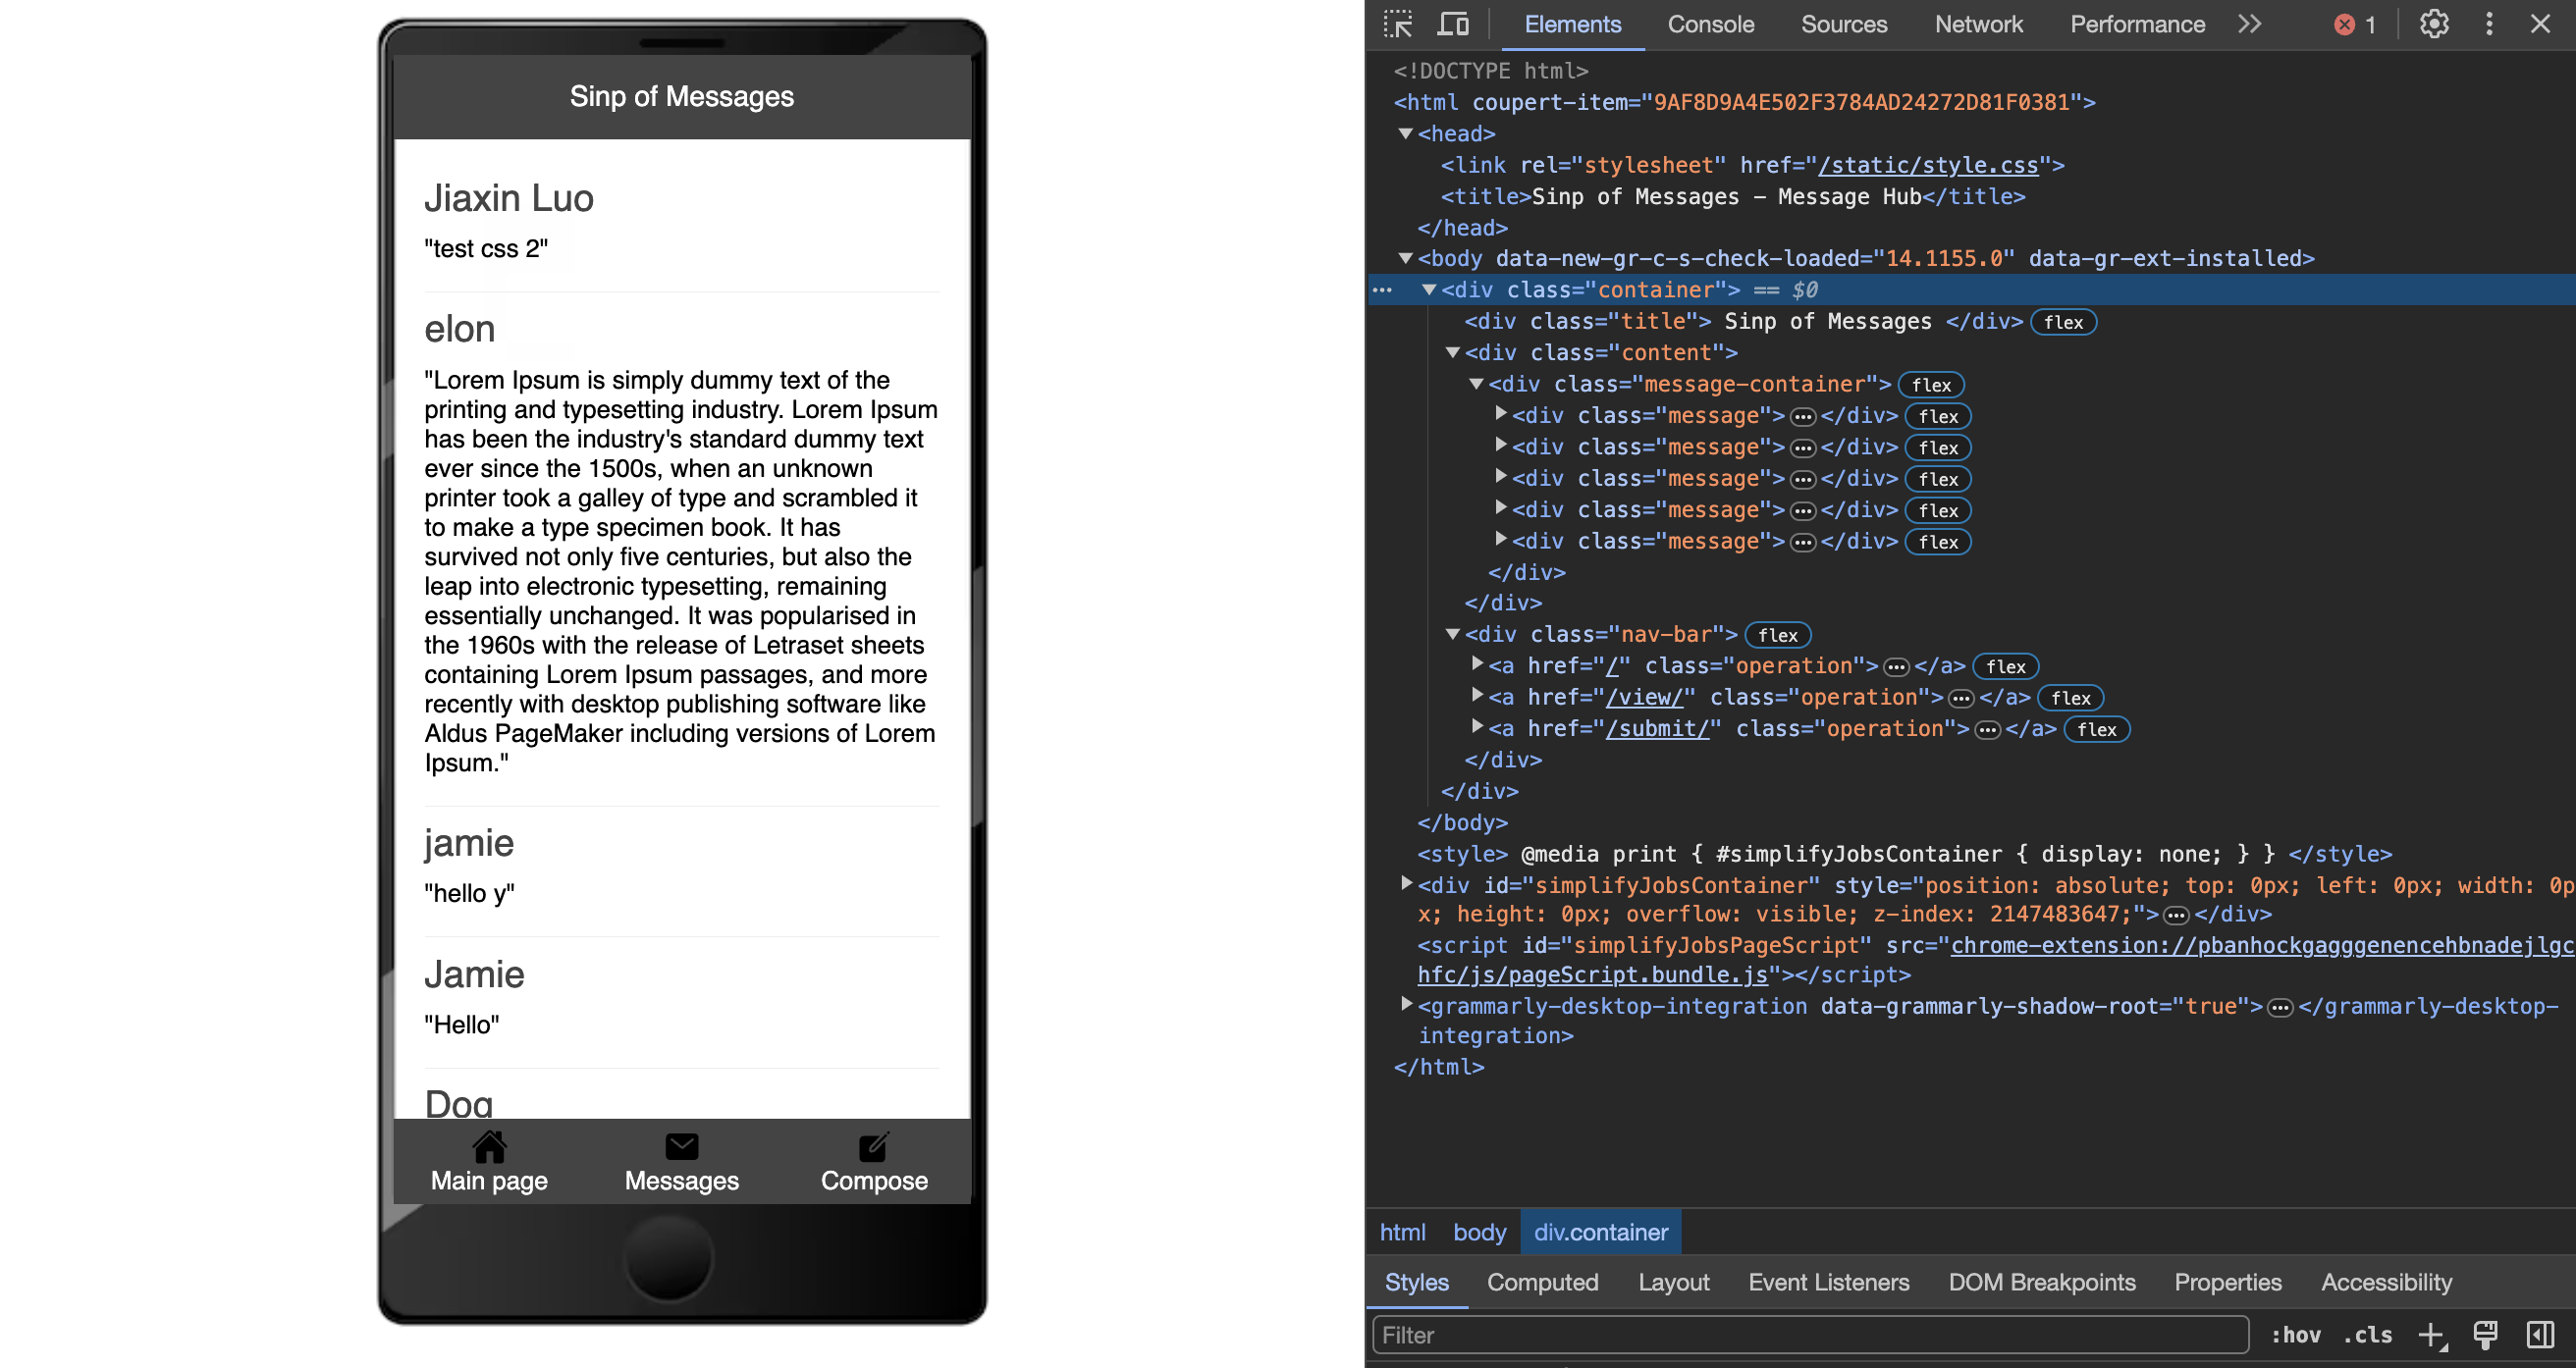 Sinp of Messages
Jiaxin Luo
"test css 2"
elon
"Lorem Ipsum is simply dummy text of the
printing and typesetting industry. Lorem Ipsum
has been the industry's standard dummy text
ever since the 1500s, when an unknown
printer took a galley of type and scrambled it
to make a type specimen book. It has
survived not only five centuries, but also the
leap into electronic typesetting, remaining
essentially unchanged. It was popularised in
the 1960s with the release of Letraset sheets
containing Lorem Ipsum passages, and more
recently with desktop publishing software like
Aldus PageMaker including versions of Lorem
Ipsum."
jamie
"hello y"
Jamie
"Hello"
Dog
Main page Messages Compose
Elements Console Sources Network Performance 1
<!DOCTYPE html>
<html coupert-item="9AF8D9A4E502F3784AD24272D81F0381">
<head>
<link rel="stylesheet" href="/static/style.css">
<title>Sinp of Messages – Message Hub</title>
</head>
<body data-new-gr-c-s-check-loaded="14.1155.0" data-gr-ext-installed>
<div class="container"> == $0
<div class="title"> Sinp of Messages </div> flex
<div class="content">
<div class="message-container"> flex
<div class="message">…</div> flex
<div class="message">…</div> flex
<div class="message">…</div> flex
<div class="message">…</div> flex
<div class="message">…</div> flex
</div>
</div>
<div class="nav-bar"> flex
<a href="/" class="operation">…</a> flex
<a href="/view/" class="operation">…</a> flex
<a href="/submit/" class="operation">…</a> flex
</div>
</div>
</body>
<style> @media print { #simplifyJobsContainer { display: none; } } </style>
<div id="simplifyJobsContainer" style="position: absolute; top: 0px; left: 0px; width: 0p
x; height: 0px; overflow: visible; z-index: 2147483647;">…</div>
<script id="simplifyJobsPageScript" src="chrome-extension://pbanhockgagggenencehbnadejlgc
hfc/js/pageScript.bundle.js"></script>
<grammarly-desktop-integration data-grammarly-shadow-root="true">…</grammarly-desktop-
integration>
</html>
html body div.container
Styles Computed Layout Event Listeners DOM Breakpoints Properties Accessibility
Filter :hov .cls